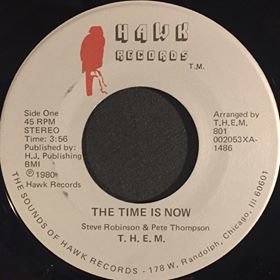 HAWK
RECORDS
T.M.
Side One
45 RPM
STEREO
Time: 3:56
Published by:
H.J. Publishing
BMI
℗ 1980
Hawk Records
Arranged by
T.H.E.M.
801
002053XA-
1486
THE TIME IS NOW
Steve Robinson & Pete Thompson
T. H. E. M.
THE SOUNDS OF HAWK RECORDS - 178 W. Randolph, Chicago, Ill 60601